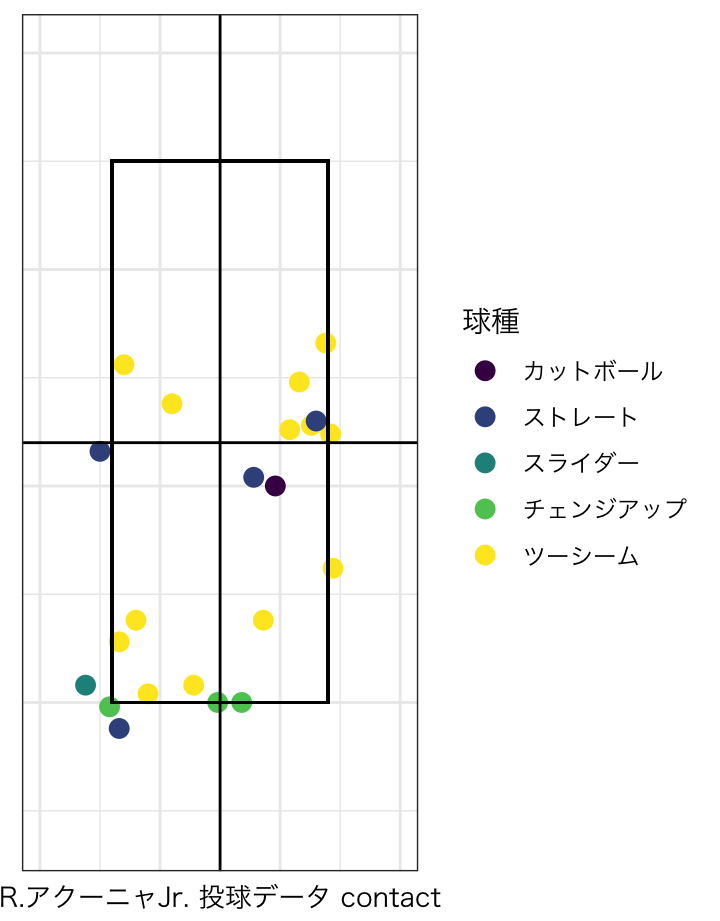 球種
カットボール
ストレート
スライダー
チェンジアップ
ツーシーム
R.アクーニャJr. 投球データ contact